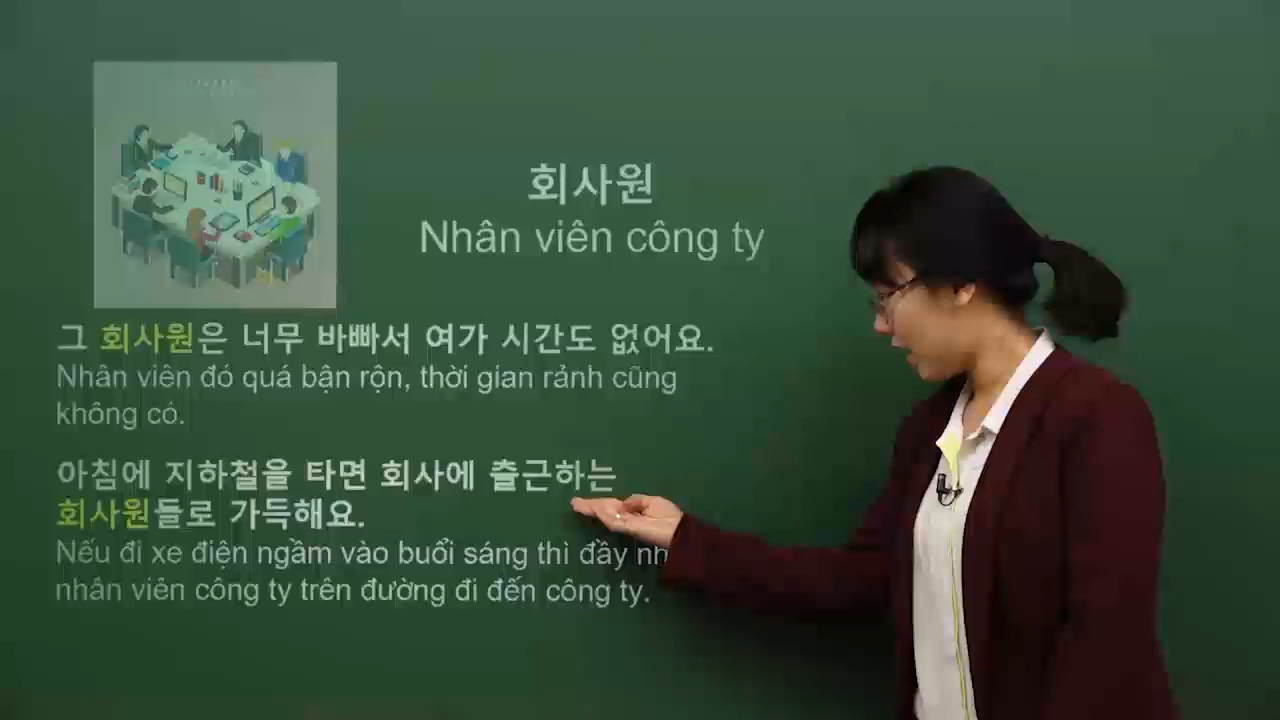 회사원
Nhân viên công ty
그 회사원은 너무 바빠서 여가 시간도 없어요.
Nhân viên đó quá bận rộn, thời gian rảnh cũng
không có.
아침에 지하철을 타면 회사에 출근하는
회사원들로 가득해요.
Nếu đi xe điện ngầm vào buổi sáng thì đầy
nhân viên công ty trên đường đi đến công ty.